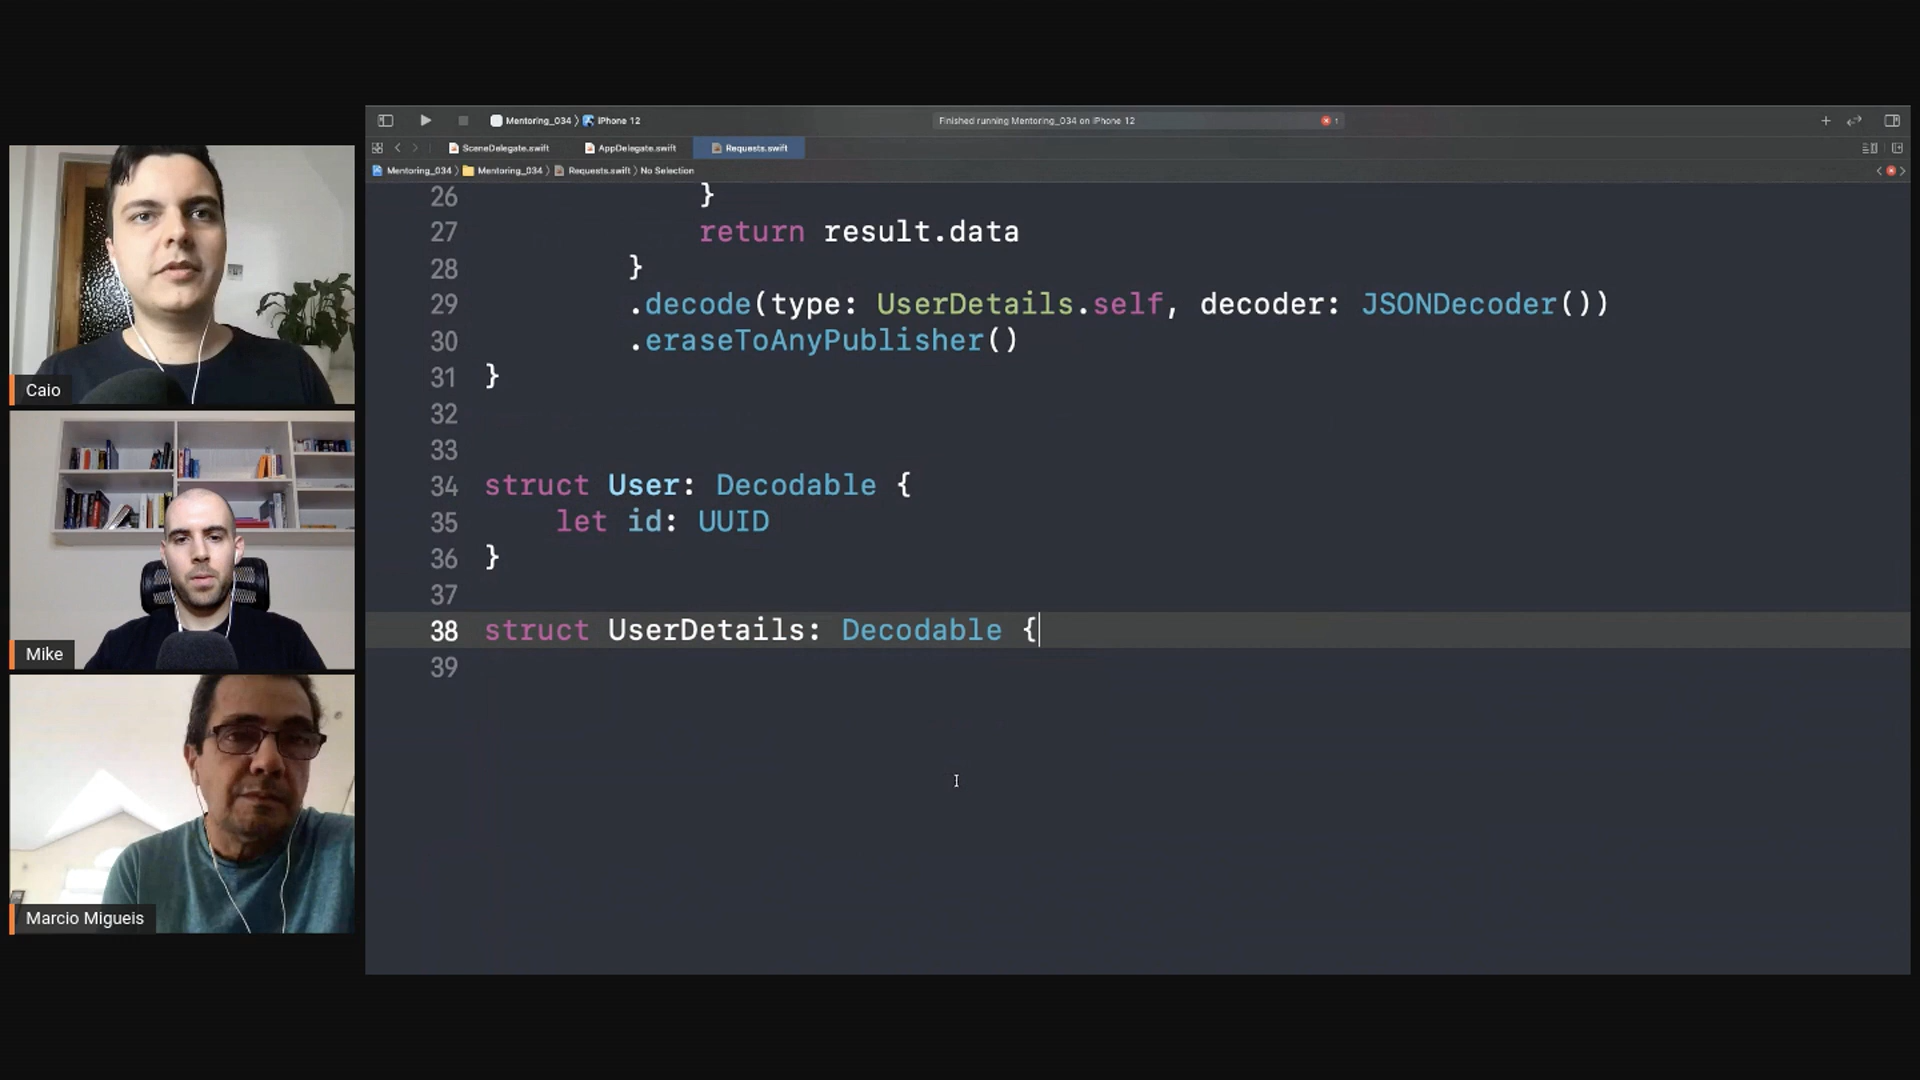 Mentoring_034 〉 iPhone 12
Finished running Mentoring_034 on iPhone 12
1
SceneDelegate.swift
AppDelegate.swift
Requests.swift
Mentoring_034 〉 Mentoring_034 〉 Requests.swift 〉 No Selection
26 }
27 return result.data
28 }
29 .decode(type: UserDetails.self, decoder: JSONDecoder())
30 .eraseToAnyPublisher()
31 }
32
33
34 struct User: Decodable {
35 let id: UUID
36 }
37
38 struct UserDetails: Decodable {
39
Caio
Mike
Marcio Migueis